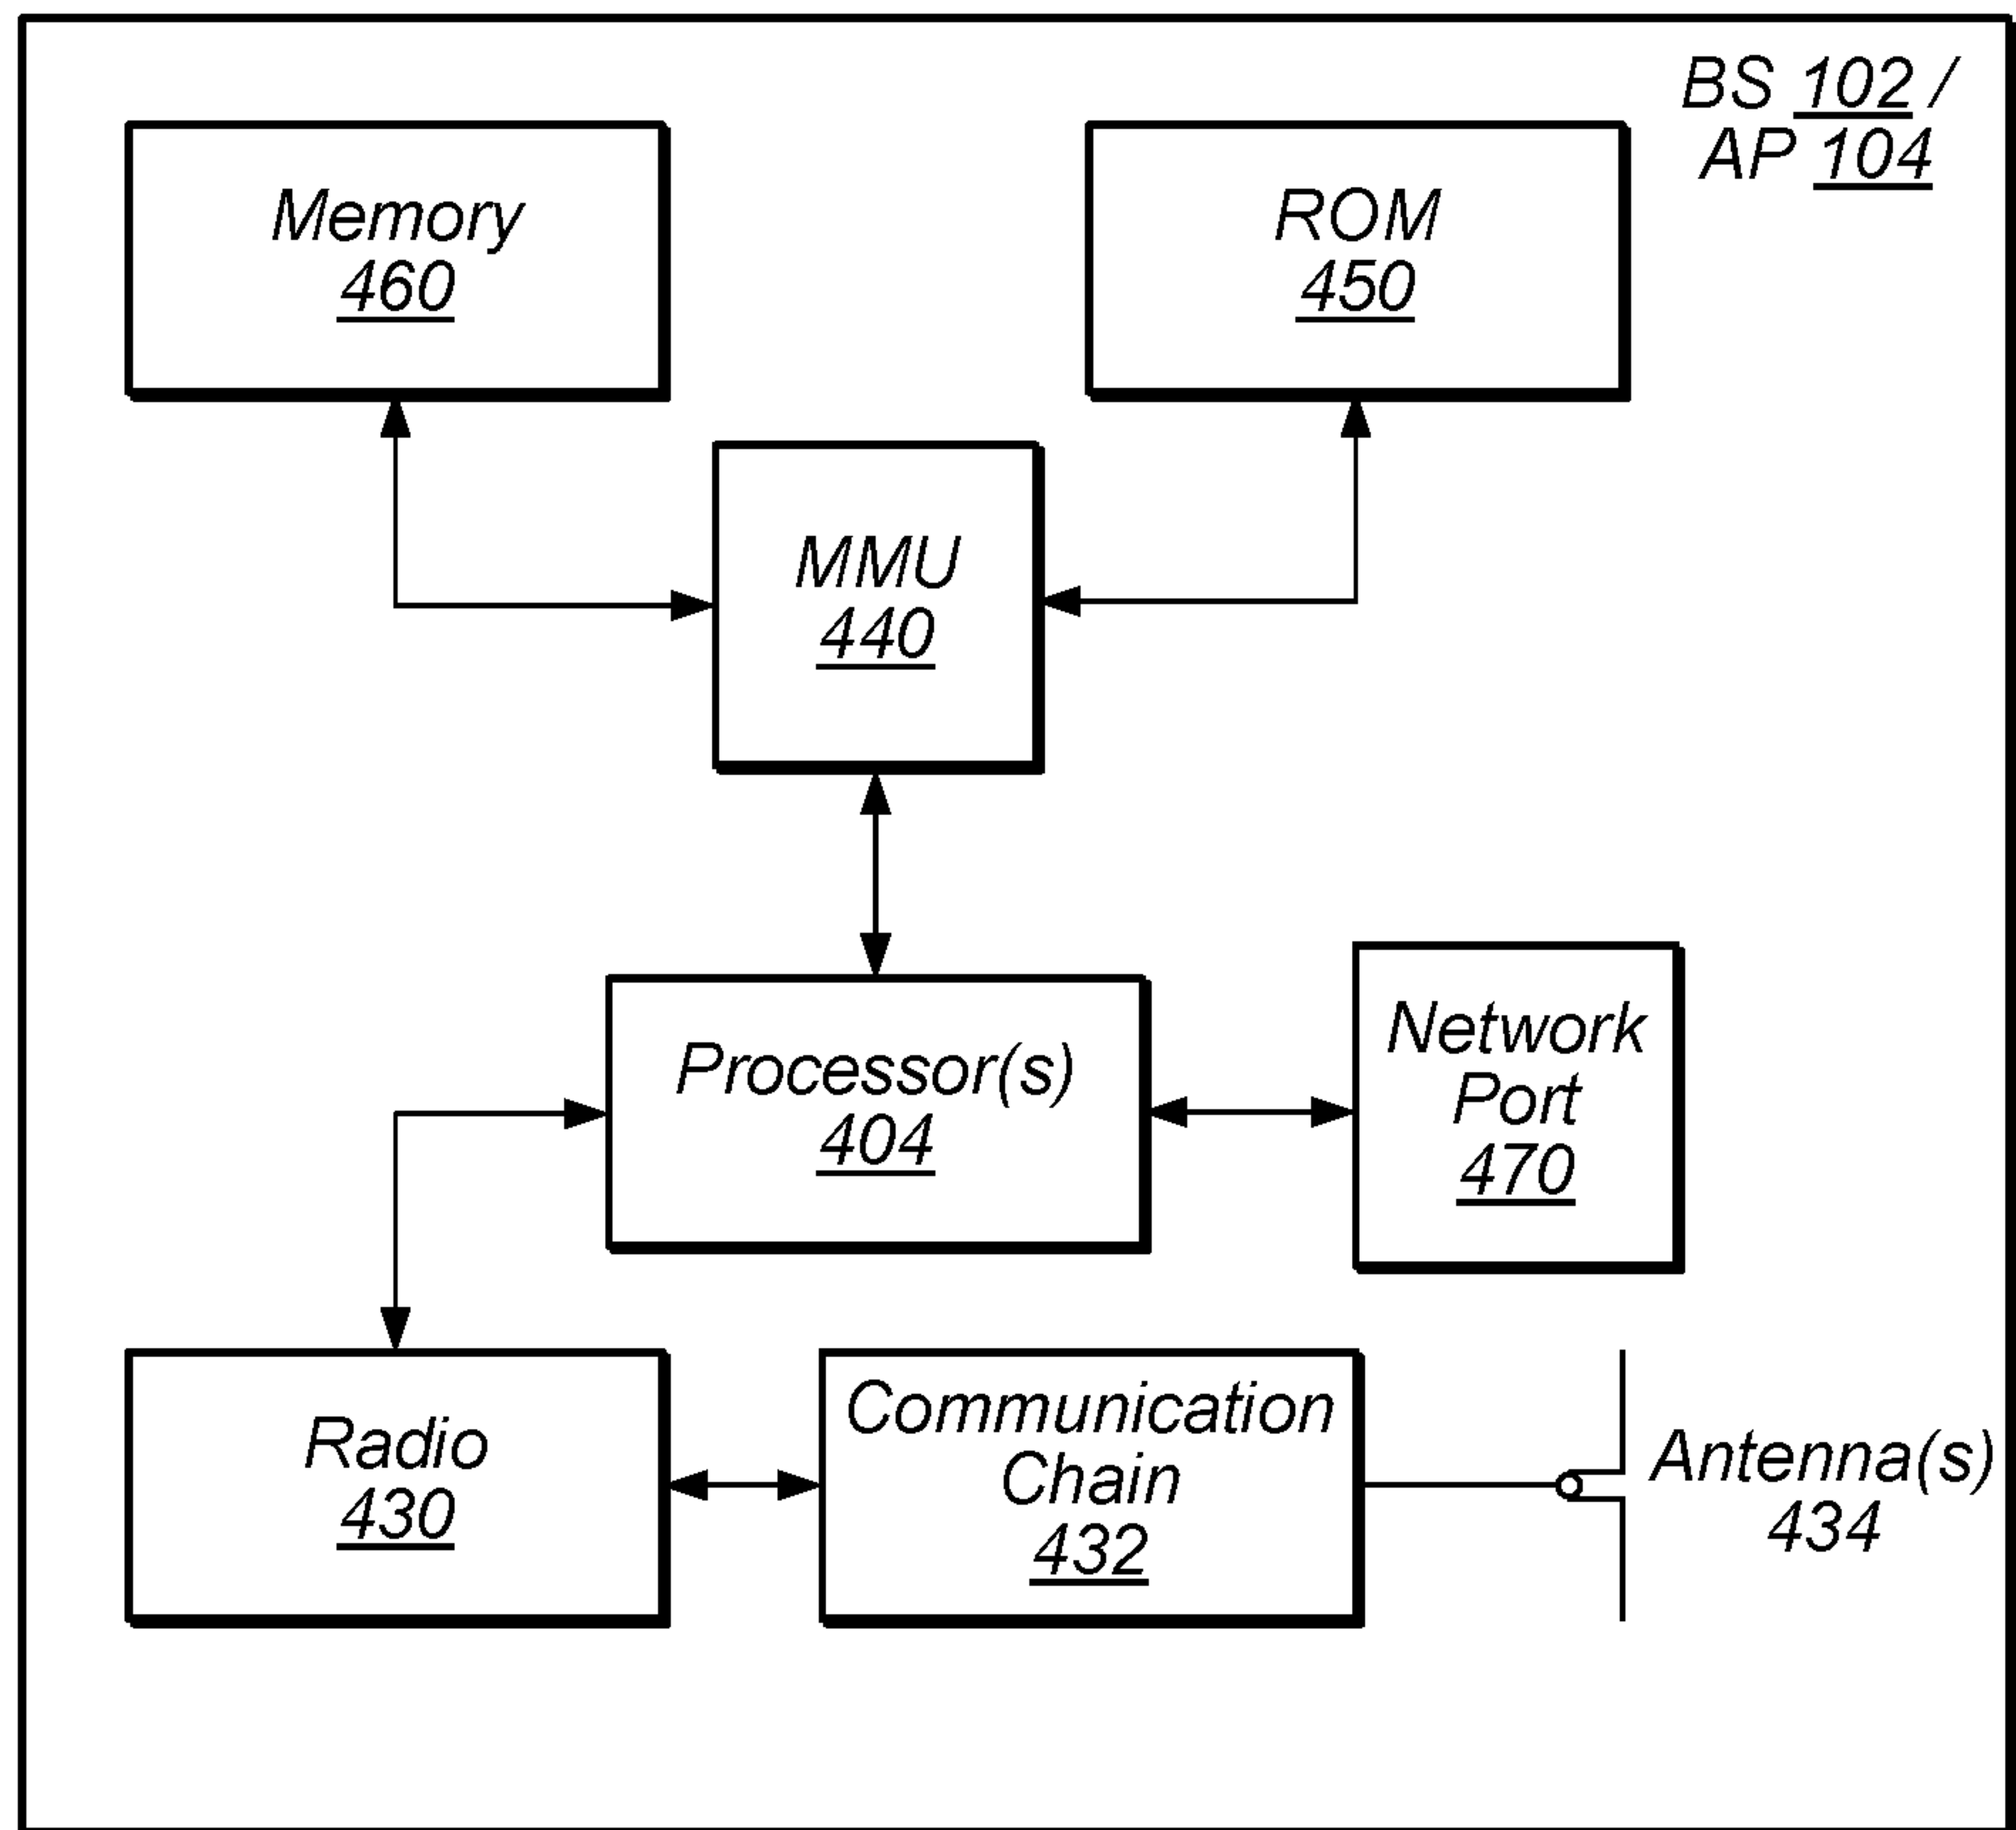 BS 102 /
AP 104
Memory
460
ROM
450
MMU
440
Processor(s)
404
Network
Port
470
Radio
430
Communication
Chain
432
Antenna(s)
434